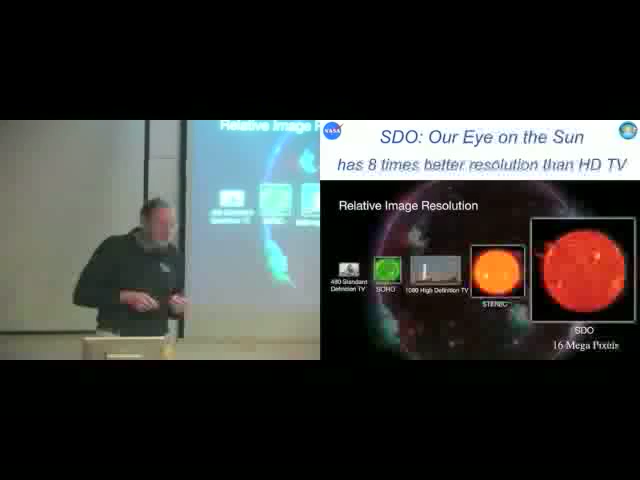 Relative Image R
NASA
SDO: Our Eye on the Sun
has 8 times better resolution than HD TV
Relative Image Resolution
480 Standard
Definition TV
SOHO
1080 High Definition TV
STEREO
SDO
16 Mega Pixels